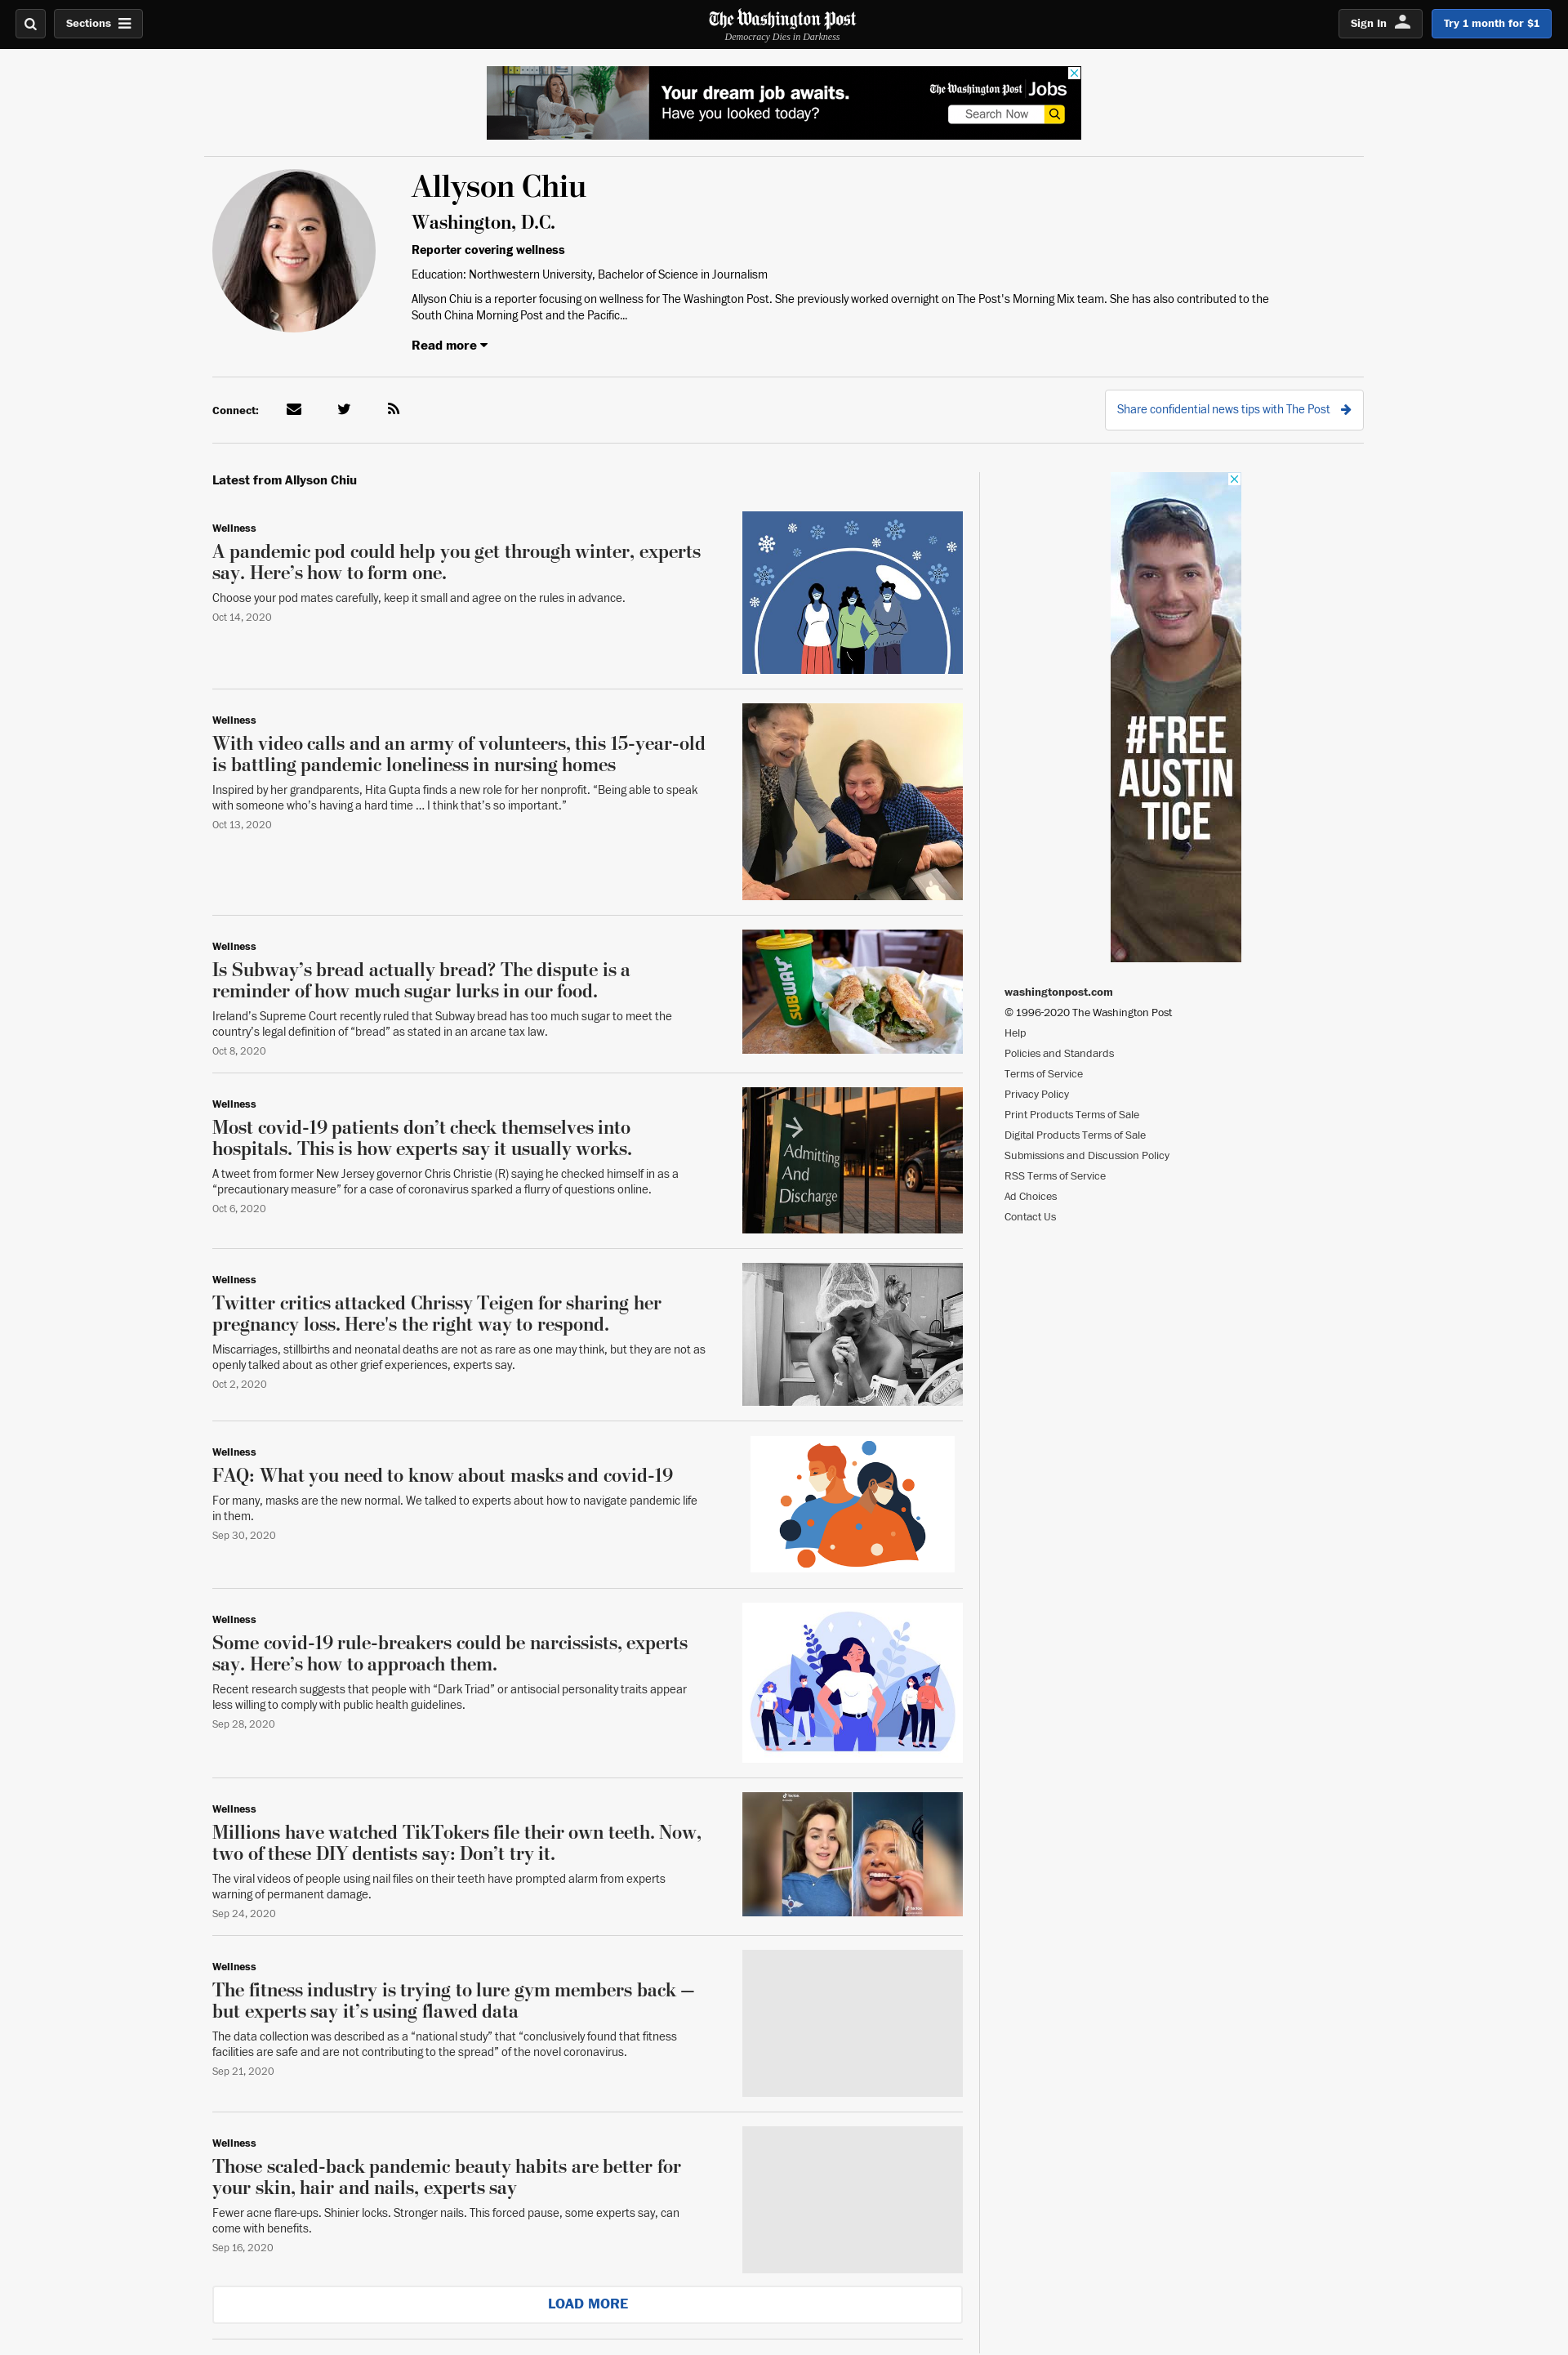 Sections
The Washington Post
Democracy Dies in Darkness
Sign In
Try 1 month for $1
Your dream job awaits.
Have you looked today?
The Washington Post Jobs
Search Now
Allyson Chiu
Washington, D.C.
Reporter covering wellness
Education: Northwestern University, Bachelor of Science in Journalism
Allyson Chiu is a reporter focusing on wellness for The Washington Post. She previously worked overnight on The Post's Morning Mix team. She has also contributed to the
South China Morning Post and the Pacific...
Read more
Connect:
Share confidential news tips with The Post
Latest from Allyson Chiu
Wellness
A pandemic pod could help you get through winter, experts
say. Here’s how to form one.
Choose your pod mates carefully, keep it small and agree on the rules in advance.
Oct 14, 2020
Wellness
With video calls and an army of volunteers, this 15-year-old
is battling pandemic loneliness in nursing homes
Inspired by her grandparents, Hita Gupta finds a new role for her nonprofit. “Being able to speak
with someone who’s having a hard time ... I think that’s so important.”
Oct 13, 2020
Wellness
Is Subway’s bread actually bread? The dispute is a
reminder of how much sugar lurks in our food.
Ireland’s Supreme Court recently ruled that Subway bread has too much sugar to meet the
country’s legal definition of “bread” as stated in an arcane tax law.
Oct 8, 2020
SUBWAY
Wellness
Most covid-19 patients don’t check themselves into
hospitals. This is how experts say it usually works.
A tweet from former New Jersey governor Chris Christie (R) saying he checked himself in as a
“precautionary measure” for a case of coronavirus sparked a flurry of questions online.
Oct 6, 2020
Admitting
And
Discharge
Wellness
Twitter critics attacked Chrissy Teigen for sharing her
pregnancy loss. Here's the right way to respond.
Miscarriages, stillbirths and neonatal deaths are not as rare as one may think, but they are not as
openly talked about as other grief experiences, experts say.
Oct 2, 2020
Wellness
FAQ: What you need to know about masks and covid-19
For many, masks are the new normal. We talked to experts about how to navigate pandemic life
in them.
Sep 30, 2020
Wellness
Some covid-19 rule-breakers could be narcissists, experts
say. Here’s how to approach them.
Recent research suggests that people with “Dark Triad” or antisocial personality traits appear
less willing to comply with public health guidelines.
Sep 28, 2020
Wellness
Millions have watched TikTokers file their own teeth. Now,
two of these DIY dentists say: Don’t try it.
The viral videos of people using nail files on their teeth have prompted alarm from experts
warning of permanent damage.
Sep 24, 2020
Wellness
The fitness industry is trying to lure gym members back —
but experts say it’s using flawed data
The data collection was described as a “national study” that “conclusively found that fitness
facilities are safe and are not contributing to the spread” of the novel coronavirus.
Sep 21, 2020
Wellness
Those scaled-back pandemic beauty habits are better for
your skin, hair and nails, experts say
Fewer acne flare-ups. Shinier locks. Stronger nails. This forced pause, some experts say, can
come with benefits.
Sep 16, 2020
LOAD MORE
#FREE
AUSTIN
TICE
washingtonpost.com
© 1996-2020 The Washington Post
Help
Policies and Standards
Terms of Service
Privacy Policy
Print Products Terms of Sale
Digital Products Terms of Sale
Submissions and Discussion Policy
RSS Terms of Service
Ad Choices
Contact Us